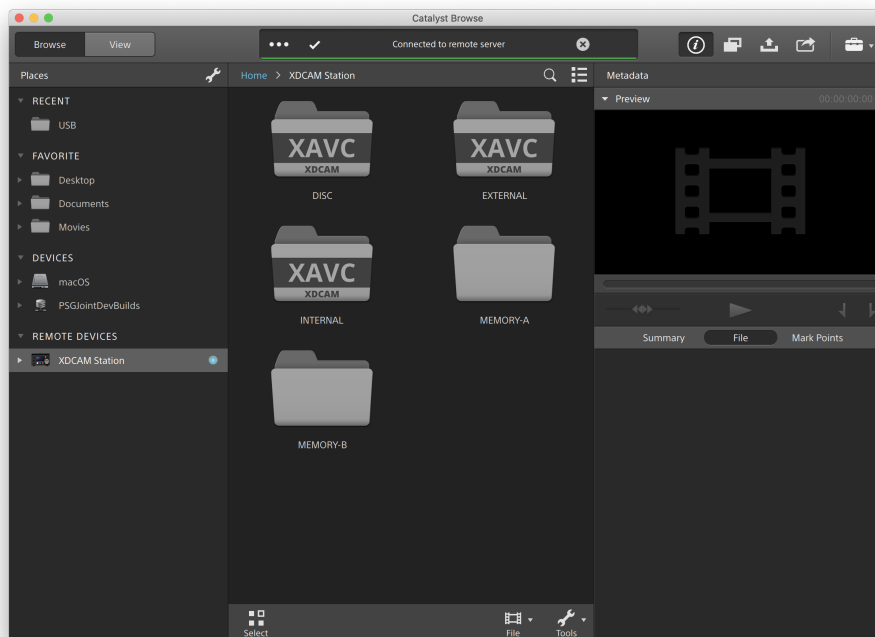 Catalyst Browse
Browse
View
Connected to remote server
Places
Home > XDCAM Station
Metadata
RECENT
USB
FAVORITE
Desktop
Documents
Movies
DEVICES
macOS
PSGJointDevBuilds
REMOTE DEVICES
XDCAM Station
XAVC
XDCAM
DISC
XAVC
XDCAM
EXTERNAL
XAVC
XDCAM
INTERNAL
MEMORY-A
MEMORY-B
Preview
00:00:00:00
Summary
File
Mark Points
Select
File
Tools